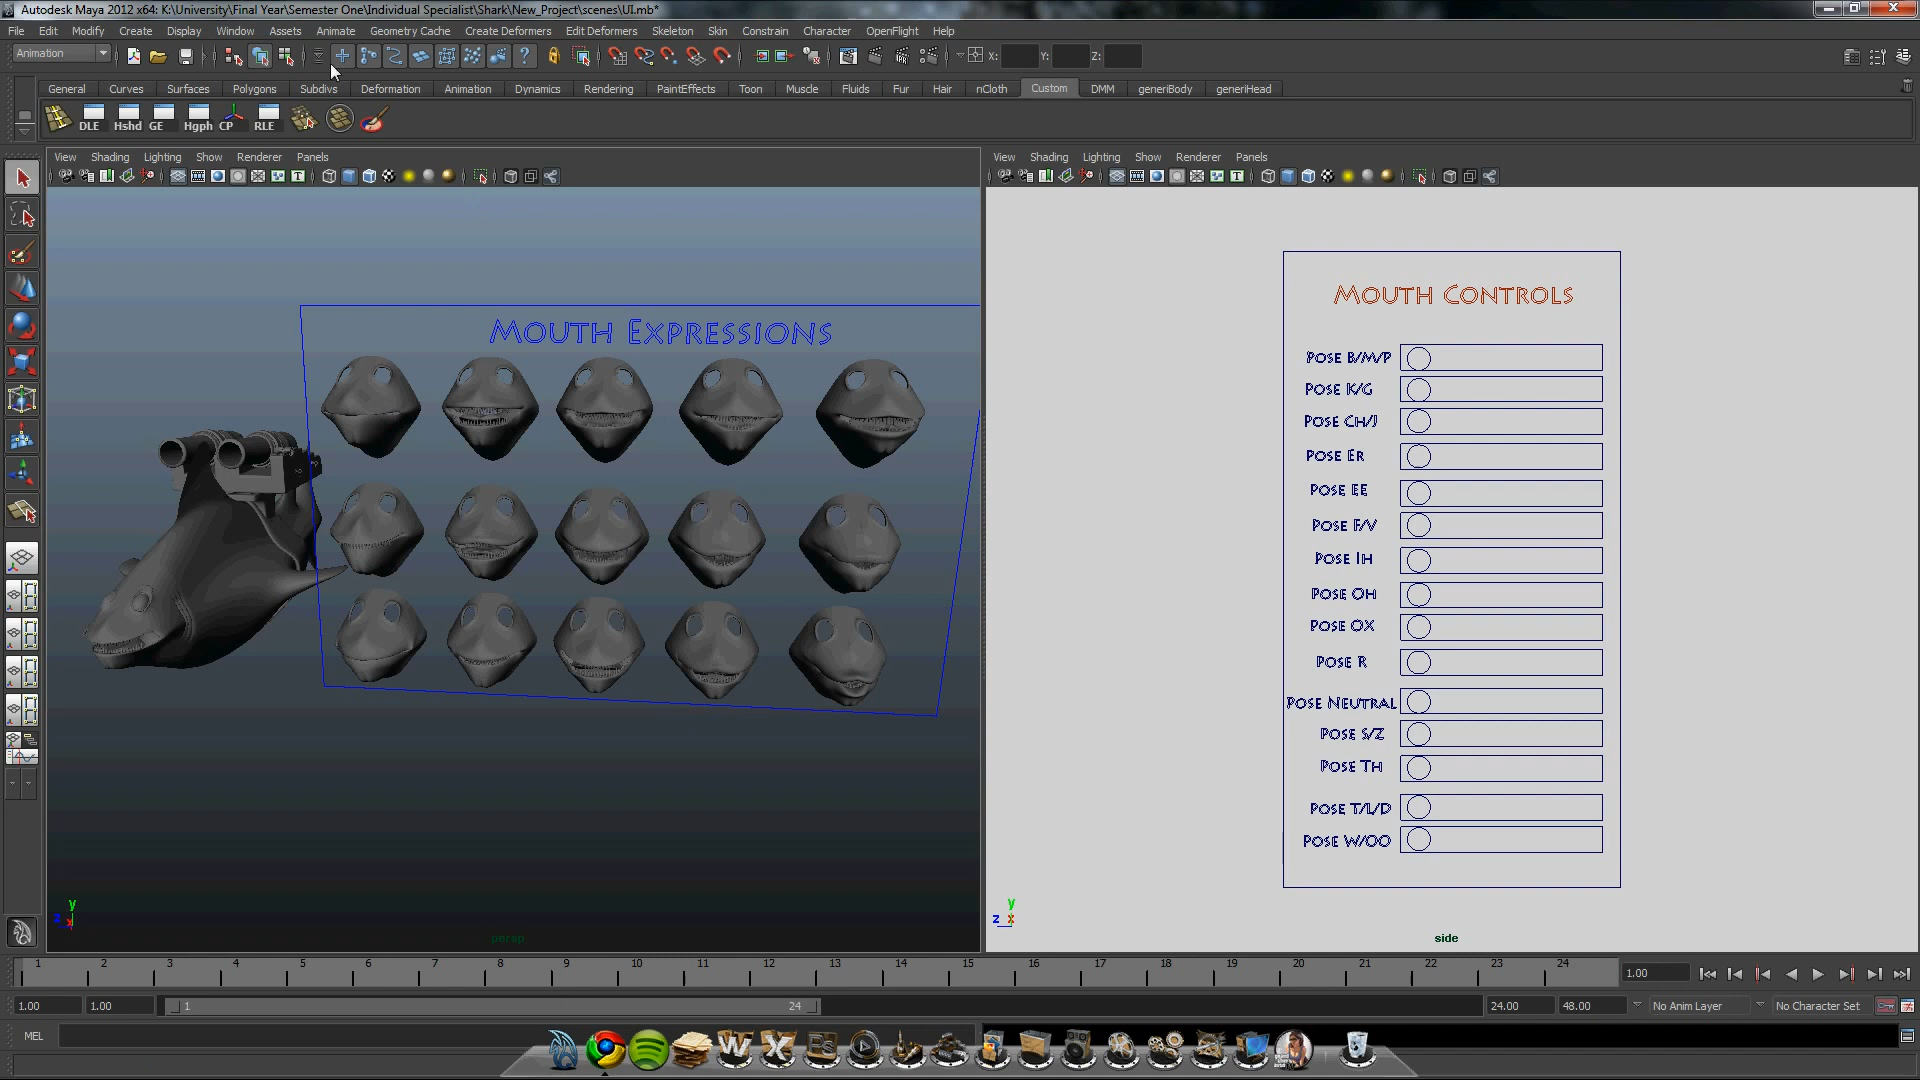 Autodesk Maya 2012 x64: K:\University\Final Year\Semester One\Individual Specialist\Shark\New_Project\scenes\UI.mb*
File Edit Modify Create Display Window Assets Animate Geometry Cache Create Deformers Edit Deformers Skeleton Skin Constrain Character OpenFlight Help
Animation X: Y: Z:
General Curves Surfaces Polygons Subdivs Deformation Animation Dynamics Rendering PaintEffects Toon Muscle Fluids Fur Hair nCloth Custom DMM generiBody generiHead
DLE Hshd GE Hgph CP RLE
View Shading Lighting Show Renderer Panels
View Shading Lighting Show Renderer Panels
Mouth Expressions
Mouth Controls
Pose B/M/P
Pose K/G
Pose Ch/J
Pose Er
Pose EE
Pose F/V
Pose Ih
Pose Oh
Pose OX
Pose R
Pose Neutral
Pose S/Z
Pose Th
Pose T/L/D
Pose W/OO
y
z x
persp
y
z x
side
1 2 3 4 5 6 7 8 9 10 11 12 13 14 15 16 17 18 19 20 21 22 23 24 1.00
1.00 1.00 1 24 24.00 48.00 No Anim Layer No Character Set
MEL